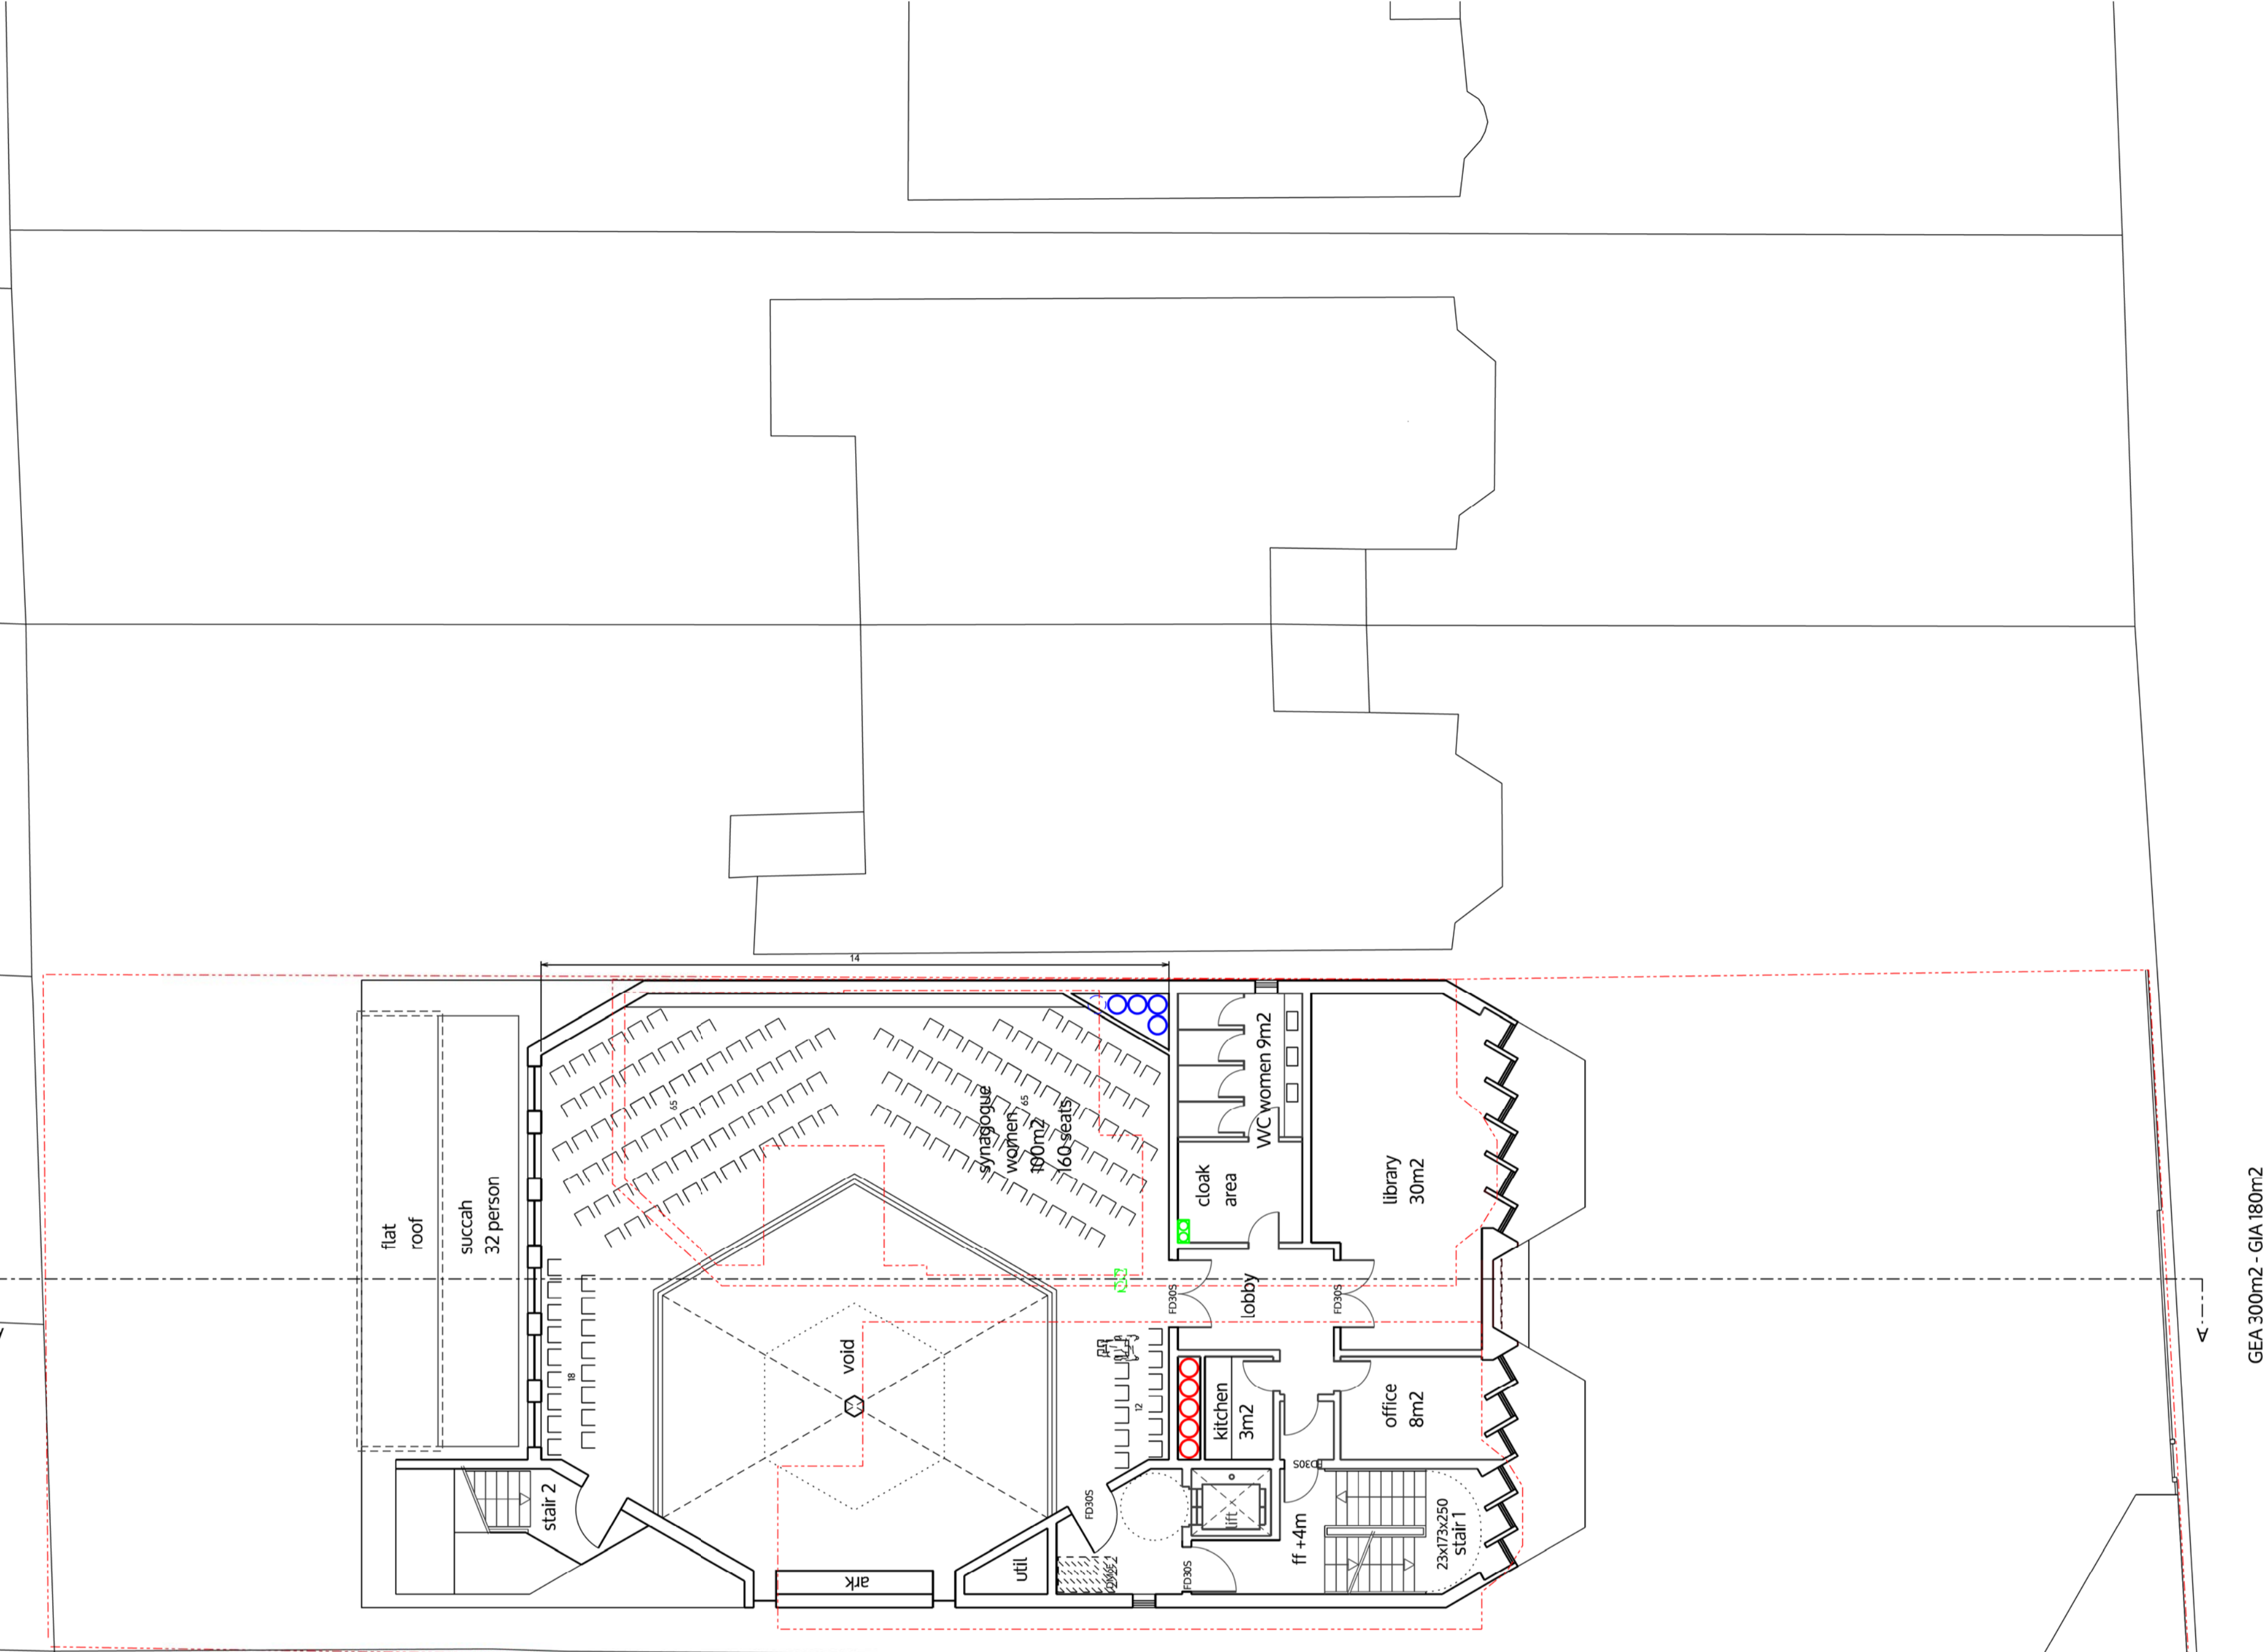 14
flat
roof
succah
32 person
65
synagogue
women
100m2
160 seats
65
WC women 9m2
cloak
area
library
30m2
void
18
12
FD30S
lobby
FD30S
kitchen
3m2
office
8m2
FD30S
stair 2
ark
util
FD30S
lift
FD30S
ff +4m
23x173x250
stair 1
A
GEA 300m2 - GIA 180m2